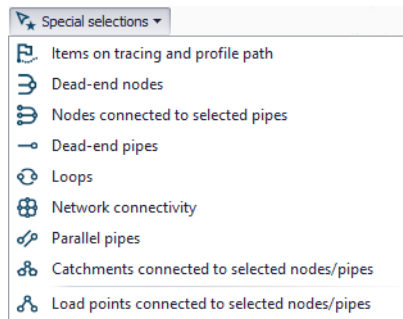 Special selections
Items on tracing and profile path
Dead-end nodes
Nodes connected to selected pipes
Dead-end pipes
Loops
Network connectivity
Parallel pipes
Catchments connected to selected nodes/pipes
Load points connected to selected nodes/pipes